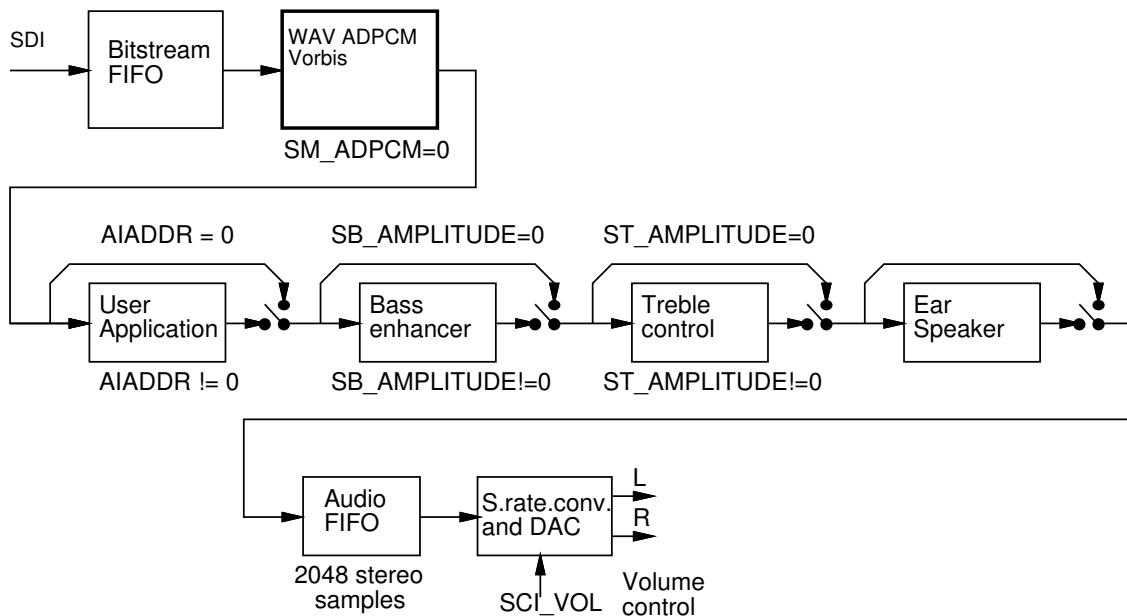 SDI
Bitstream
FIFO
WAV ADPCM
Vorbis
SM_ADPCM=0
AIADDR = 0
SB_AMPLITUDE=0
ST_AMPLITUDE=0
User
Application
Bass
enhancer
Treble
control
Ear
Speaker
AIADDR != 0
SB_AMPLITUDE!=0
ST_AMPLITUDE!=0
Audio
FIFO
S.rate.conv.
and DAC
L
R
2048 stereo
samples
SCI_VOL
Volume
control